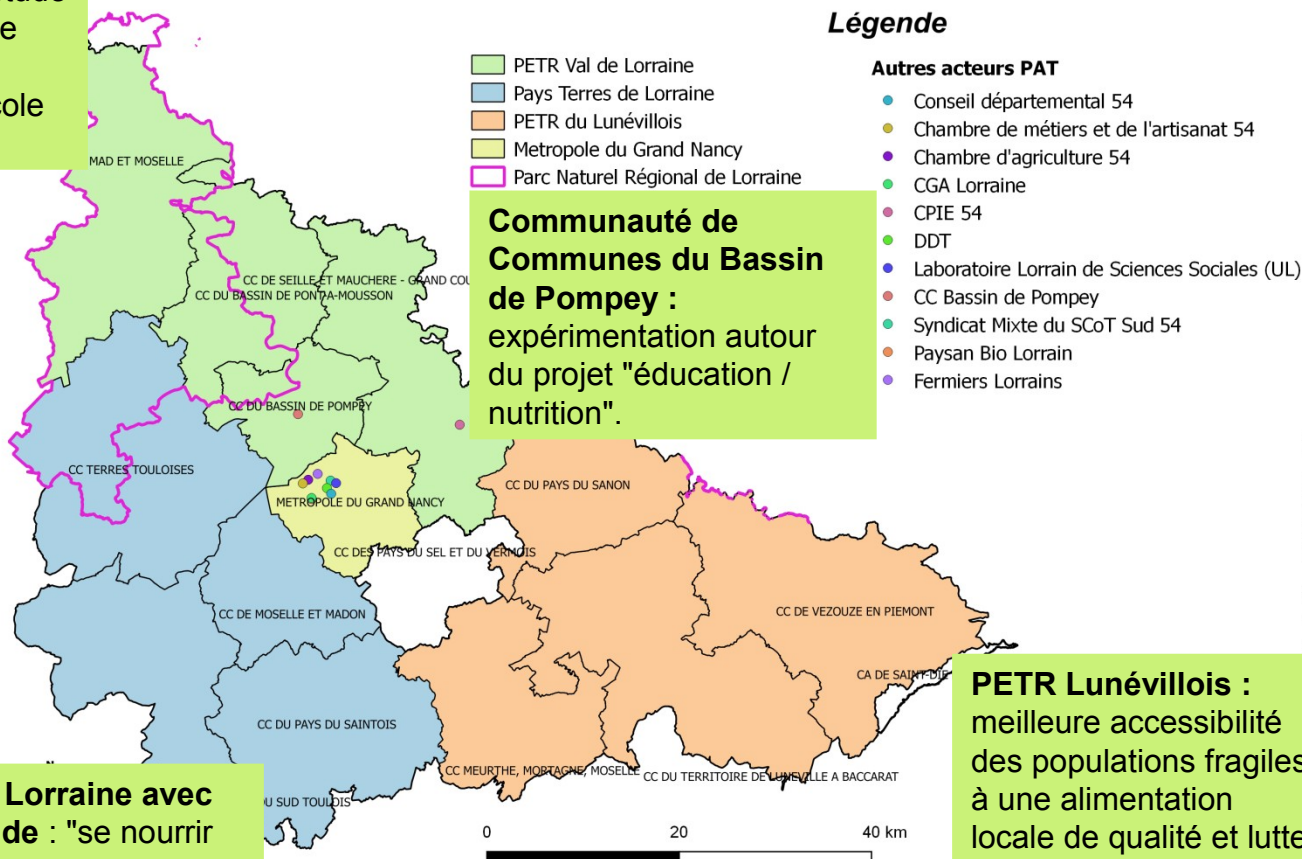 e
cole
Légende
PETR Val de Lorraine
Pays Terres de Lorraine
PETR du Lunévillois
Metropole du Grand Nancy
Parc Naturel Régional de Lorraine
Autres acteurs PAT
Conseil départemental 54
Chambre de métiers et de l'artisanat 54
Chambre d'agriculture 54
CGA Lorraine
CPIE 54
DDT
Laboratoire Lorrain de Sciences Sociales (UL)
CC Bassin de Pompey
Syndicat Mixte du SCoT Sud 54
Paysan Bio Lorrain
Fermiers Lorrains
MAD ET MOSELLE
CC DE SEILLE ET MAUCHERE - GRAND COU
CC DU BASSIN DE PONT-A-MOUSSON
Communauté de
Communes du Bassin
de Pompey :
expérimentation autour
du projet "éducation /
nutrition".
CC DU BASSIN DE POMPEY
CC TERRES TOULOISES
METROPOLE DU GRAND NANCY
CC DU PAYS DU SANON
CC DES PAYS DU SEL ET DU VERMOIS
CC DE MOSELLE ET MADON
CC DE VEZOUZE EN PIEMONT
CA DE SAINT-DIE
CC DU PAYS DU SAINTOIS
CC MEURTHE, MORTAGNE, MOSELLE
CC DU TERRITOIRE DE LUNEVILLE A BACCARAT
U SUD TOULOIS
PETR Lunévillois :
meilleure accessibilité
des populations fragiles
à une alimentation
locale de qualité et lutte
Lorraine avec
de : "se nourrir
0 20 40 km